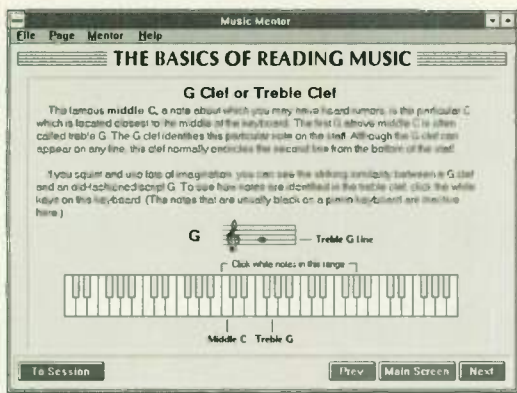 Music Mentor
File Page Mentor Help
THE BASICS OF READING MUSIC
G Clef or Treble Clef
The famous middle C, a note about which you may have heard rumors, is the particular C
which is located closest to the middle of the keyboard. The first G above middle C is often
called treble G. The G clef identifies this particular note on the staff. Although the G clef can
appear on any line, this clef normally encircles the second line from the bottom of the staff.
If you squint and use lots of imagination, you can see the striking similarity between a G clef
and an old-fashioned script G. To see how notes are identified in the treble clef, click the white
keys on this keyboard. (The notes that are usually black on a piano keyboard are inactive
here.)
G
Treble G Line
Click white notes in this range
Middle C Treble G
To Session Prev Main Screen Next